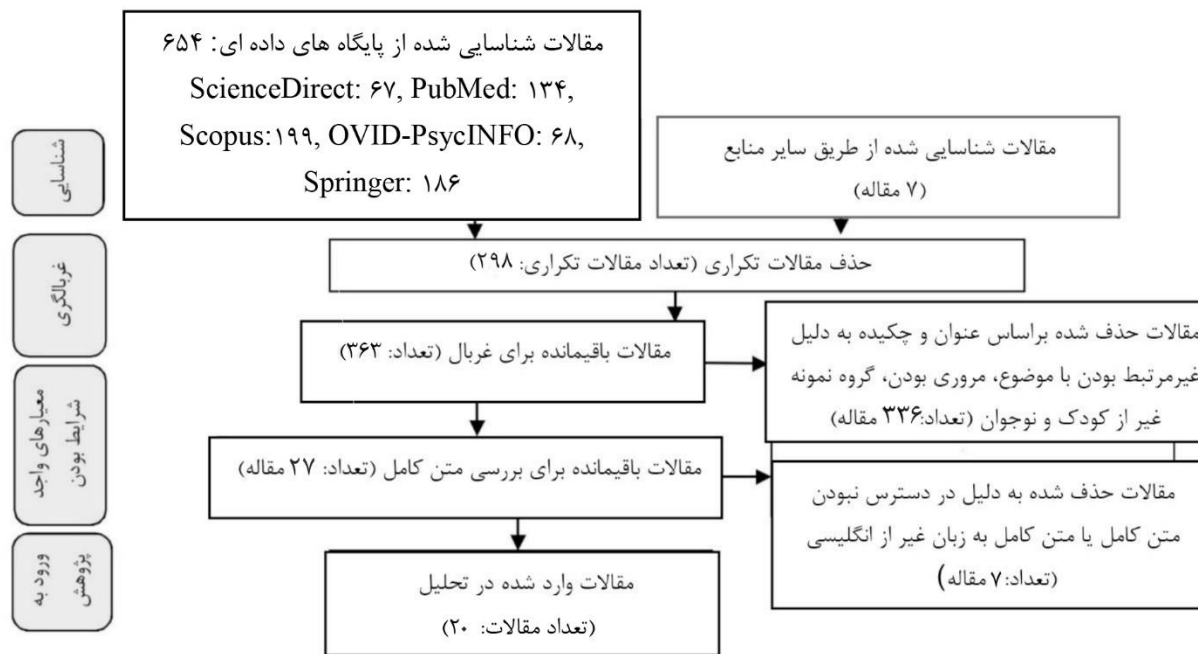 مقالات شناسایی شده از پایگاه های داده ای: ۶۵۴
ScienceDirect: ۶۷, PubMed: ۱۳۴,
Scopus:۱۹۹, OVID-PsycINFO: ۶۸,
Springer: ۱۸۶
مقالات شناسایی شده از طریق سایر منابع
(۷ مقاله)
شناسایی
حذف مقالات تکراری (تعداد مقالات تکراری: ۲۹۸)
غربالگری
مقالات باقیمانده برای غربال (تعداد: ۳۶۳)
مقالات حذف شده براساس عنوان و چکیده به دلیل
غیرمرتبط بودن با موضوع، مروری بودن، گروه نمونه
غیر از کودک و نوجوان (تعداد:۳۳۶ مقاله)
معیارهای واجد
شرایط بودن
مقالات باقیمانده برای بررسی متن کامل (تعداد: ۲۷ مقاله)
مقالات حذف شده به دلیل در دسترس نبودن
متن کامل یا متن کامل به زبان غیر از انگلیسی
(تعداد:۷ مقاله)
ورود به
پژوهش
مقالات وارد شده در تحلیل
(تعداد مقالات: ۲۰)